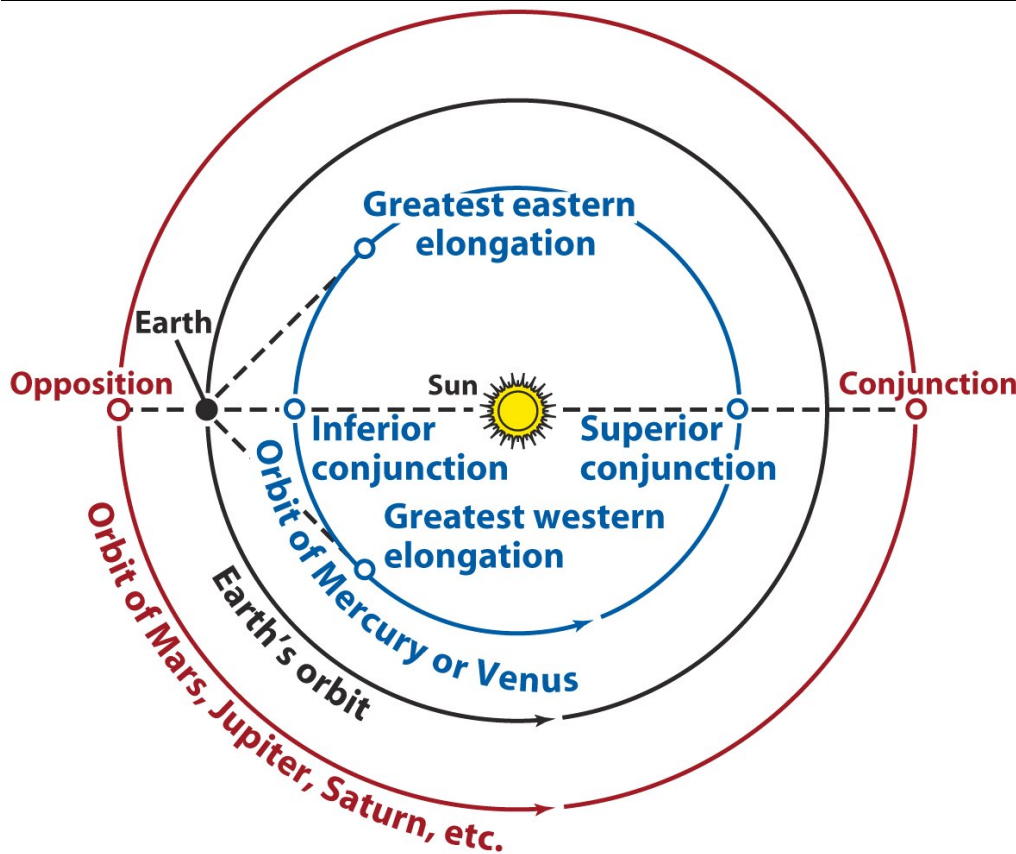 Greatest eastern
elongation
Earth
Opposition
Sun
Conjunction
Inferior
conjunction
Superior
conjunction
Greatest western
elongation
Orbit of Mercury or Venus
Earth's orbit
Orbit of Mars, Jupiter, Saturn, etc.